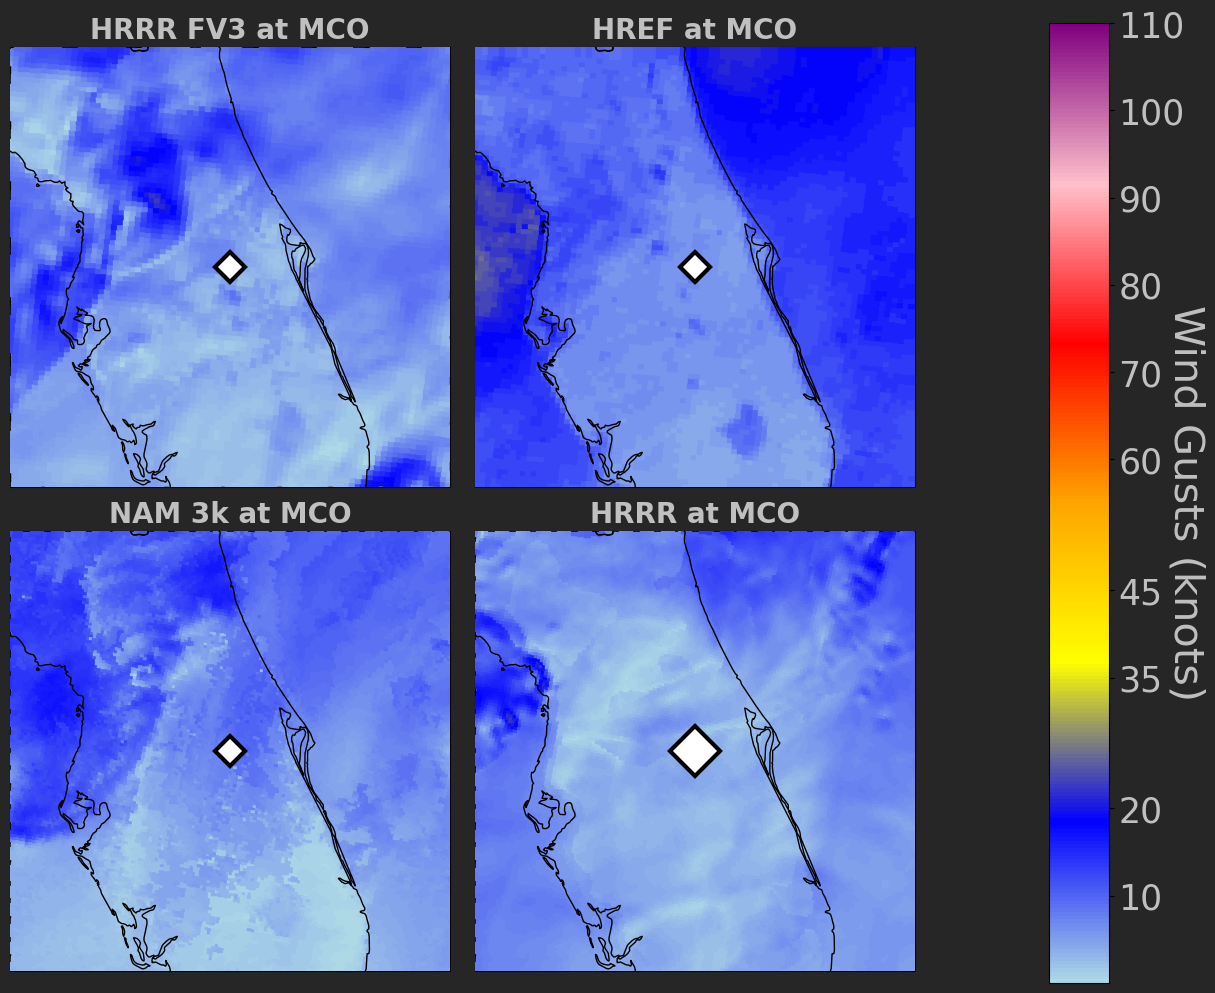 HRRR FV3 at MCO
HREF at MCO
NAM 3k at MCO
HRRR at MCO
110
100
90
80
70
60
45
35
20
10
Wind Gusts (knots)